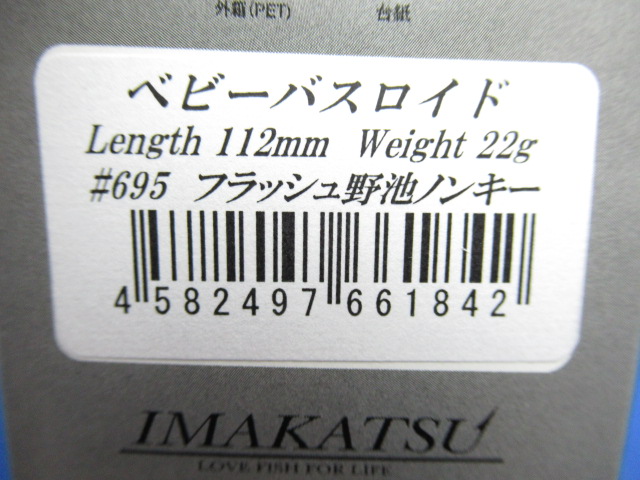 外箱(PET) 台紙
ベビーバスロイド
Length 112mm Weight 22g
#695 フラッシュ野池ノンキー
4 582497 661842
IMAKATSU
LOVE FISH FOR LIFE